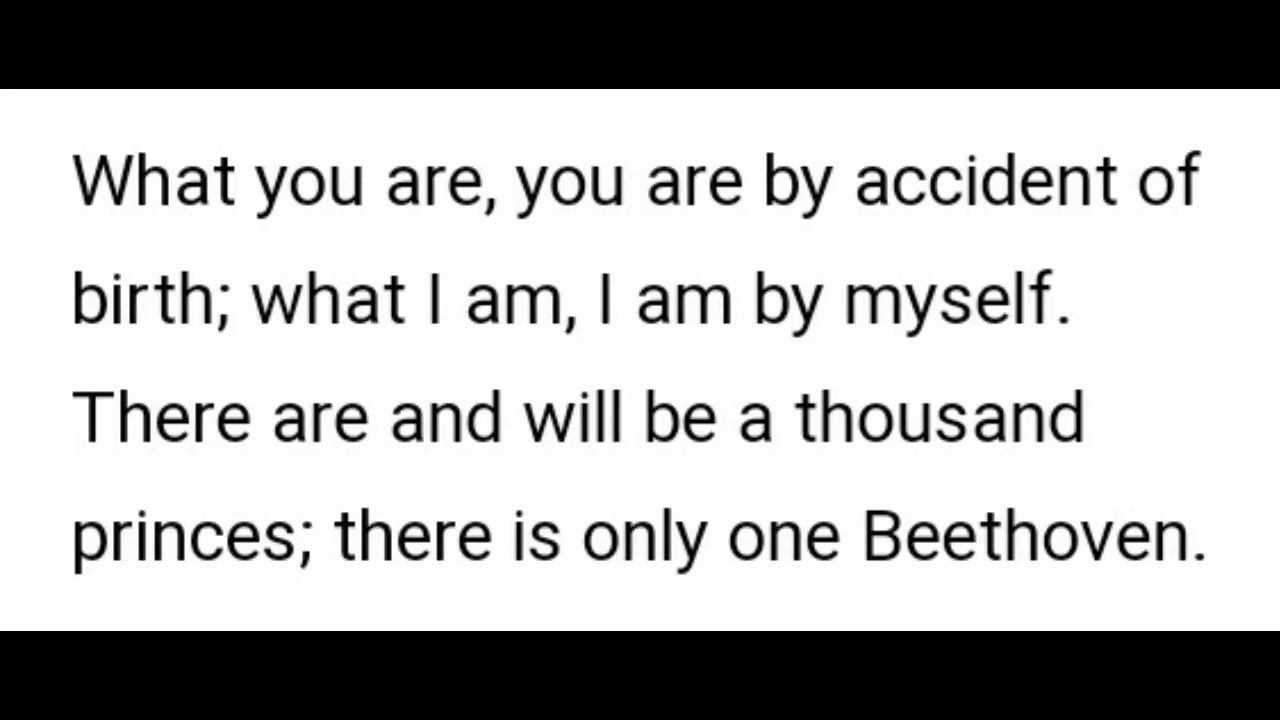 What you are, you are by accident of
birth; what I am, I am by myself.
There are and will be a thousand
princes; there is only one Beethoven.